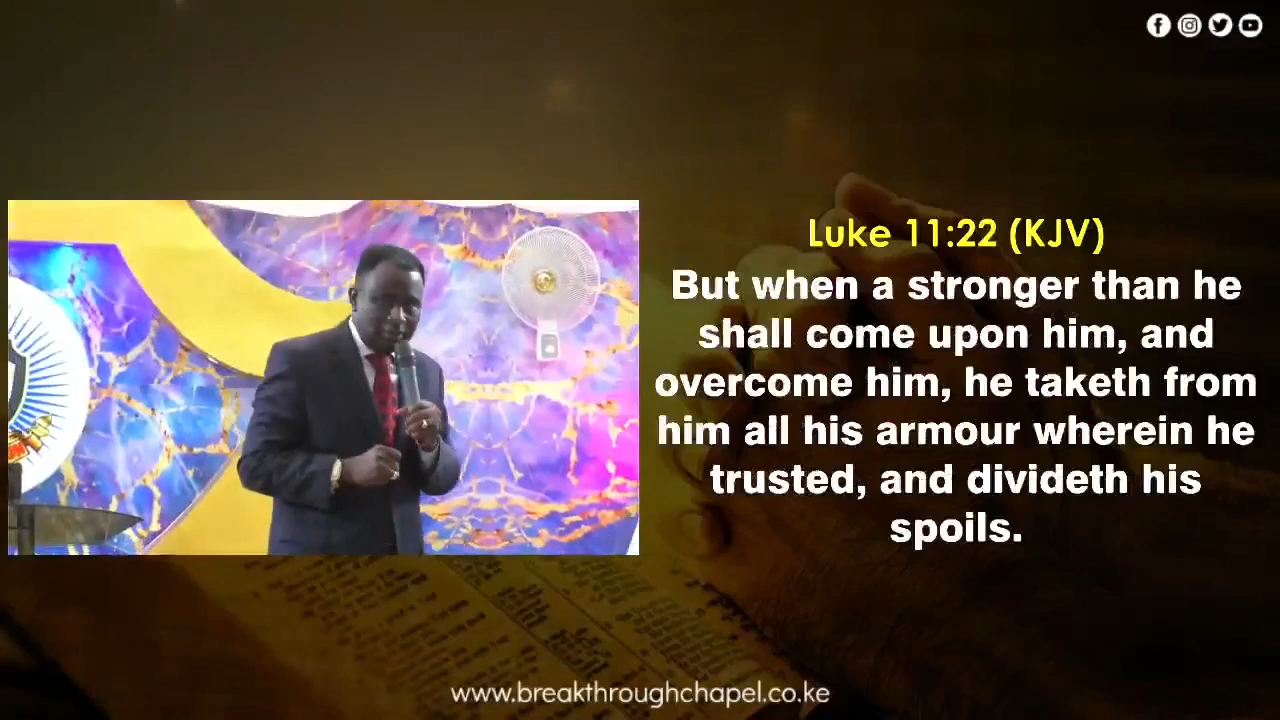 Luke 11:22 (KJV)
But when a stronger than he
shall come upon him, and
overcome him, he taketh from
him all his armour wherein he
trusted, and divideth his
spoils.
www.breakthroughchapel.co.ke